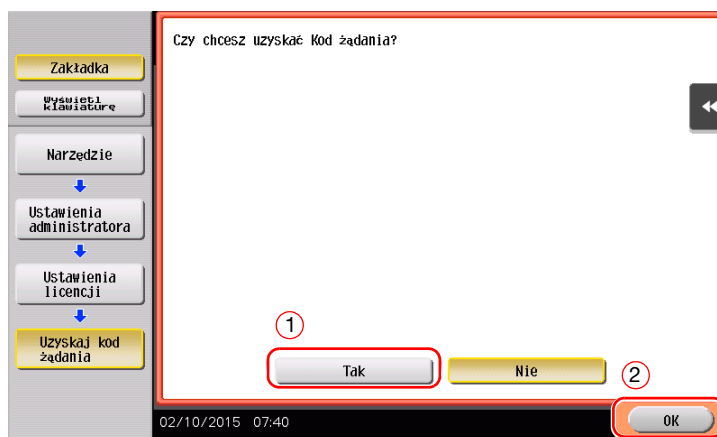 Zakładka
Wyświetl
klawiaturę
Narzędzie
Ustawienia
administratora
Ustawienia
licencji
Uzyskaj kod
żądania
Czy chcesz uzyskać Kod żądania?
1
Tak
Nie
2
02/10/2015 07:40
OK